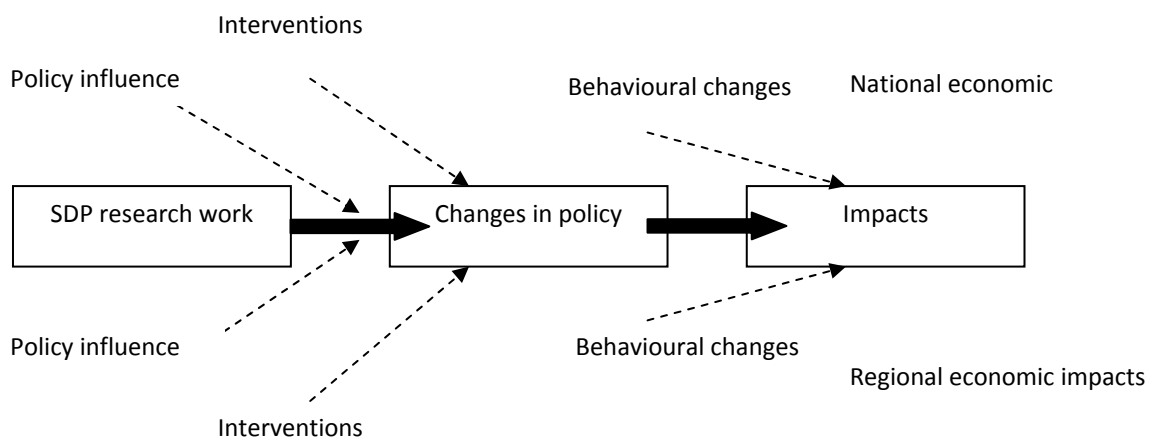 Interventions
Policy influence
Behavioural changes
National economic
SDP research work
Changes in policy
Impacts
Policy influence
Behavioural changes
Regional economic impacts
Interventions